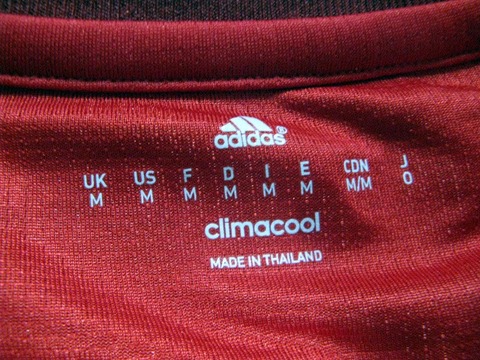 adidas®
UK US F D I E CDN J
M M M M M M M/M O
climacool
MADE IN THAILAND